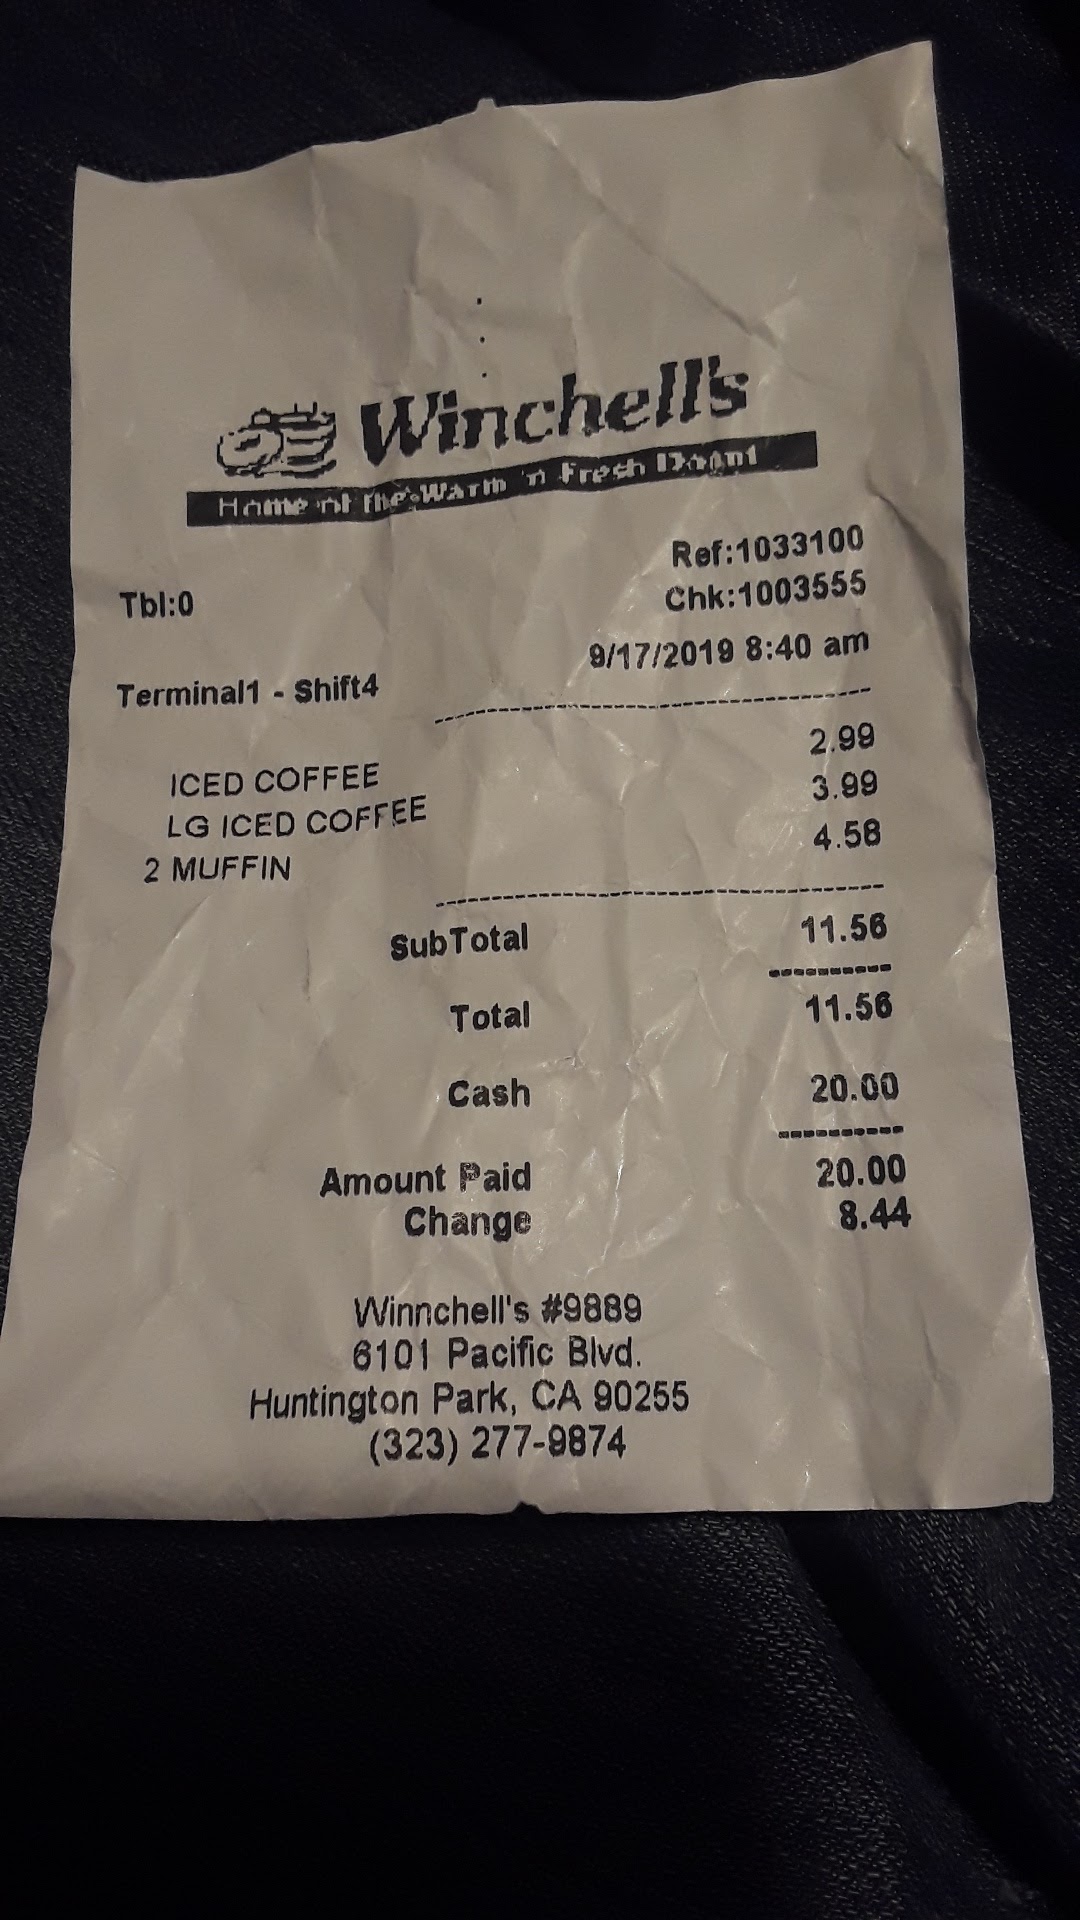 Winchell's
Home of the Warm 'n Fresh Donut
Ref:1033100
Tbl:0 Chk:1003555
9/17/2019 8:40 am
Terminal1 - Shift4
ICED COFFEE 2.99
LG ICED COFFEE 3.99
2 MUFFIN 4.58
SubTotal 11.56
Total 11.56
Cash 20.00
Amount Paid 20.00
Change 8.44
Winnchell's #9889
6101 Pacific Blvd.
Huntington Park, CA 90255
(323) 277-9874